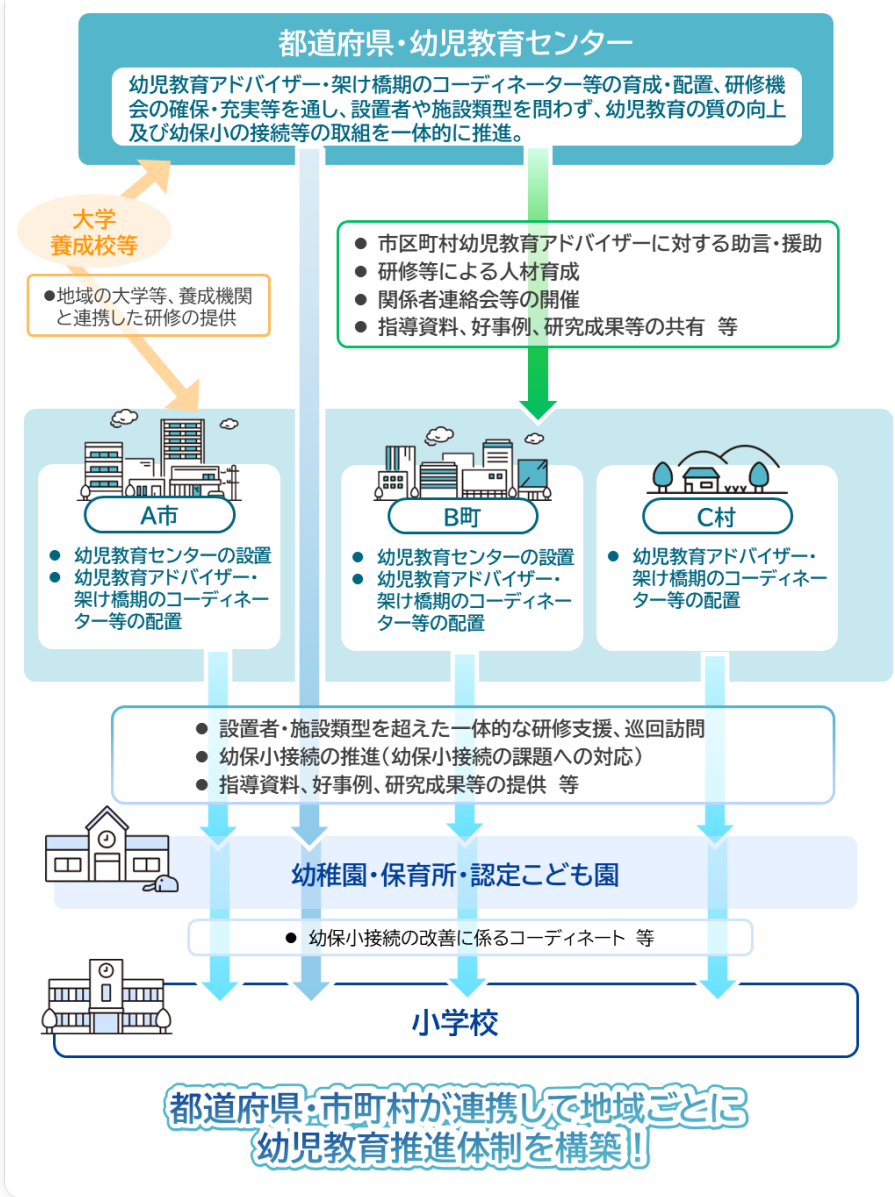 都道府県・幼児教育センター
幼児教育アドバイザー・架け橋期のコーディネーター等の育成・配置、研修機
会の確保・充実等を通し、設置者や施設類型を問わず、幼児教育の質の向上
及び幼保小の接続等の取組を一体的に推進。
大学
養成校等
●地域の大学等、養成機関
と連携した研修の提供
● 市区町村幼児教育アドバイザーに対する助言・援助
● 研修等による人材育成
● 関係者連絡会等の開催
● 指導資料、好事例、研究成果等の共有 等
A市
● 幼児教育センターの設置
● 幼児教育アドバイザー・
架け橋期のコーディネー
ター等の配置
B町
● 幼児教育センターの設置
● 幼児教育アドバイザー・
架け橋期のコーディネー
ター等の配置
C村
● 幼児教育アドバイザー・
架け橋期のコーディネー
ター等の配置
● 設置者・施設類型を超えた一体的な研修支援、巡回訪問
● 幼保小接続の推進（幼保小接続の課題への対応）
● 指導資料、好事例、研究成果等の提供 等
幼稚園・保育所・認定こども園
● 幼保小接続の改善に係るコーディネート 等
小学校
都道府県・市町村が連携して地域ごとに
幼児教育推進体制を構築！